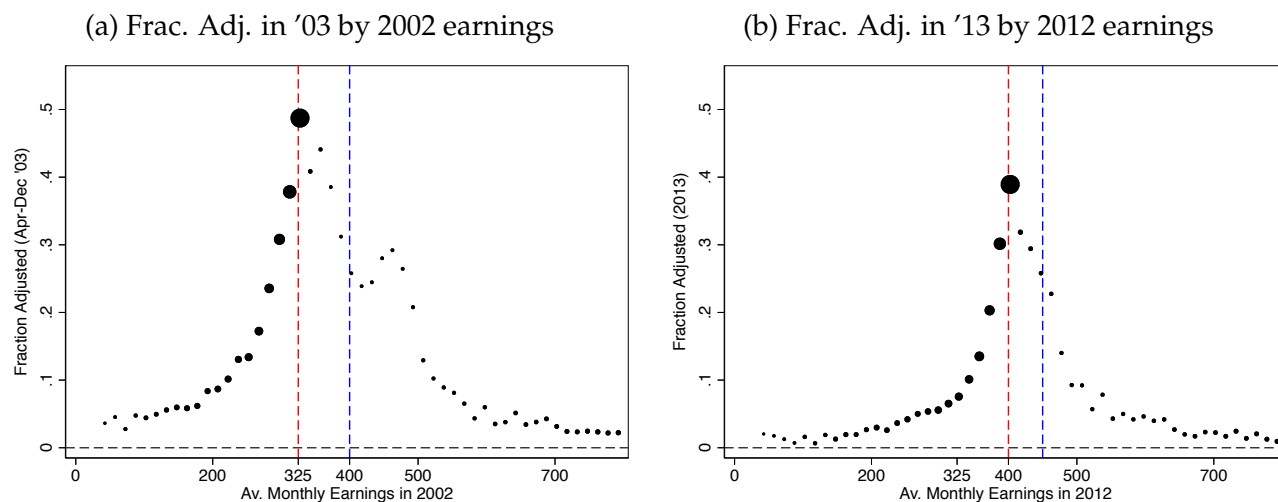 (a) Frac. Adj. in ’03 by 2002 earnings
Fraction Adjusted (Apr-Dec '03)
.5
.4
.3
.2
.1
0
0 200 325 400 500 700
Av. Monthly Earnings in 2002
(b) Frac. Adj. in ’13 by 2012 earnings
Fraction Adjusted (2013)
.5
.4
.3
.2
.1
0
0 200 325 400 500 700
Av. Monthly Earnings in 2012